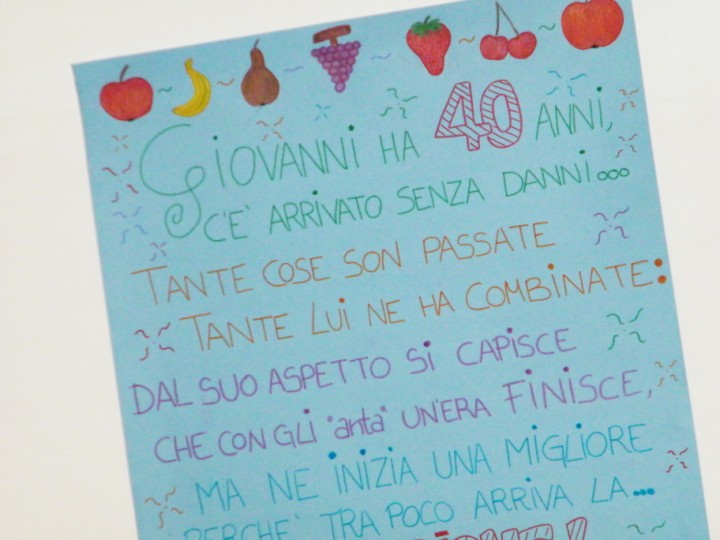 GIOVANNI HA 40 ANNI,
C'E' ARRIVATO SENZA DANNI...
TANTE COSE SON PASSATE
TANTE LUI NE HA COMBINATE:
DAL SUO ASPETTO SI CAPISCE
CHE CON GLI "anta" UN'ERA FINISCE,
MA NE INIZIA UNA MIGLIORE
PERCHE' TRA POCO ARRIVA LA...